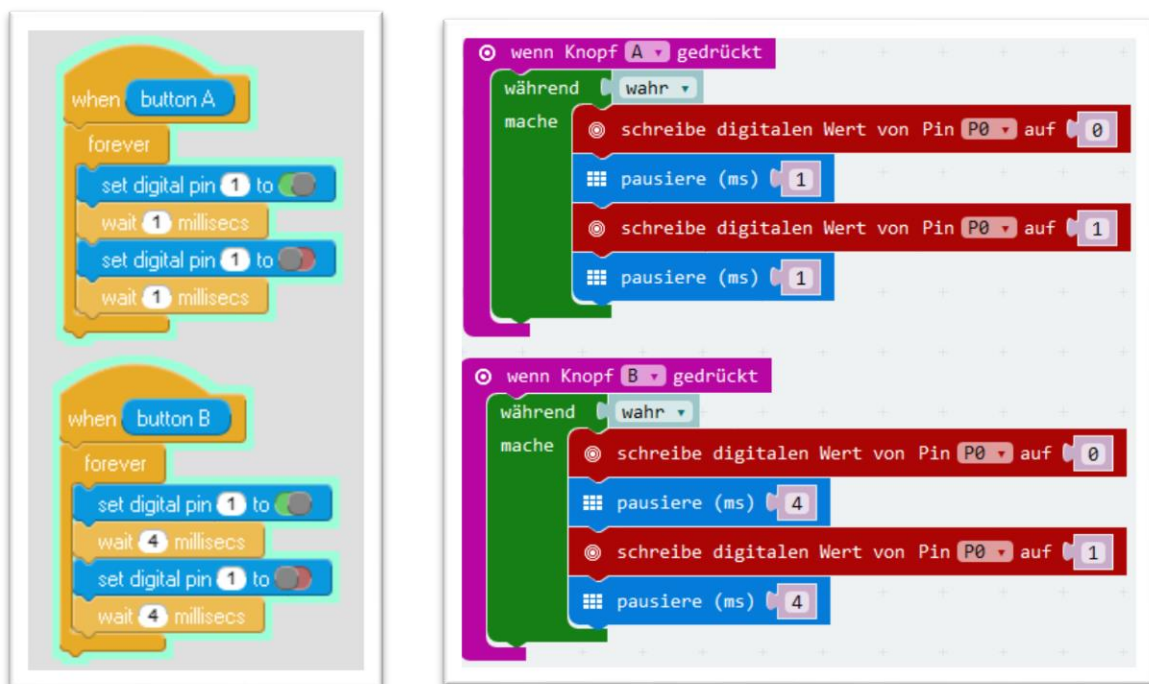 when button A
forever
set digital pin 1 to
wait 1 millisecs
set digital pin 1 to
wait 1 millisecs
when button B
forever
set digital pin 1 to
wait 4 millisecs
set digital pin 1 to
wait 4 millisecs
wenn Knopf A gedrückt
während wahr
mache schreibe digitalen Wert von Pin P0 auf 0
pausiere (ms) 1
schreibe digitalen Wert von Pin P0 auf 1
pausiere (ms) 1
wenn Knopf B gedrückt
während wahr
mache schreibe digitalen Wert von Pin P0 auf 0
pausiere (ms) 4
schreibe digitalen Wert von Pin P0 auf 1
pausiere (ms) 4